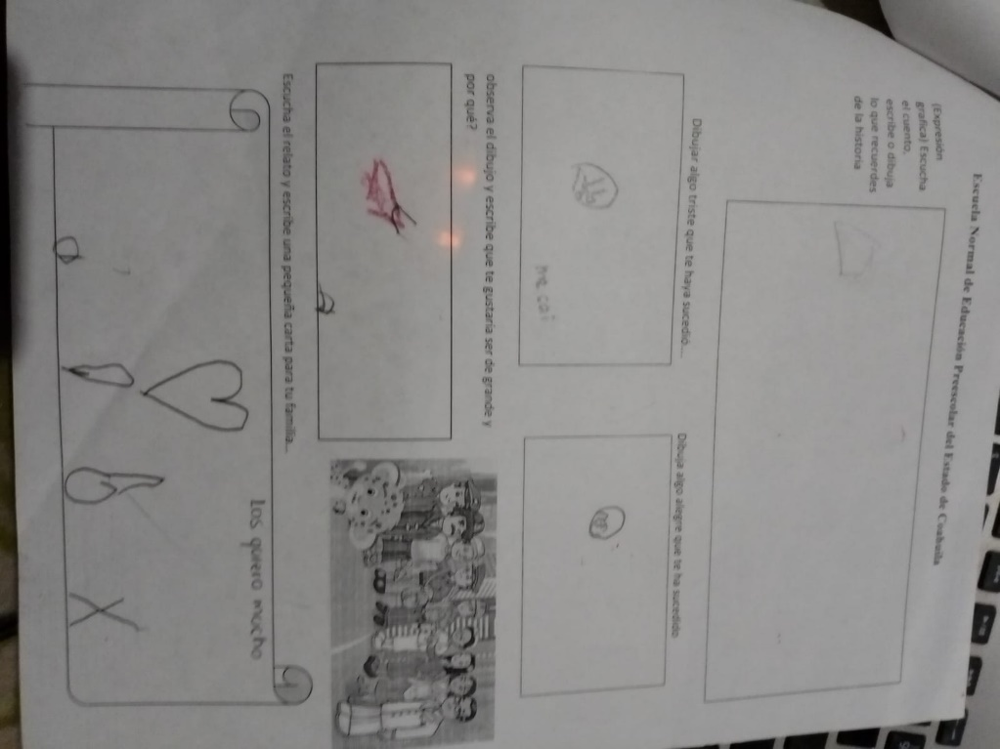 Escuela Normal de Educación Preescolar del Estado de Coahuila
(Expresión
grafica) Escucha
el cuento,
escribe o dibuja
lo que recuerdes
de la historia
Dibujar algo triste que te haya sucedió...
Dibuja algo alegre que te ha sucedido
me caí
observa el dibujo y escribe que te gustaría ser de grande y
por qué?
Escucha el relato y escribe una pequeña carta para tu familia...
Los quiero mucho